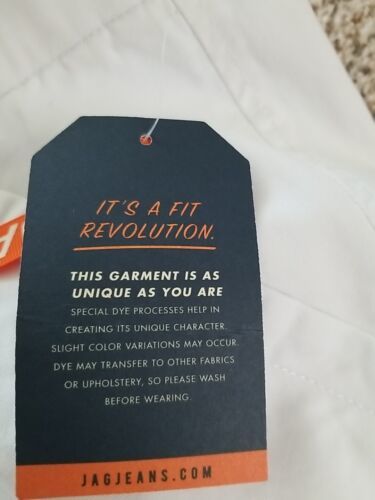 IT'S A FIT
REVOLUTION.
THIS GARMENT IS AS
UNIQUE AS YOU ARE
SPECIAL DYE PROCESSES HELP IN
CREATING ITS UNIQUE CHARACTER.
SLIGHT COLOR VARIATIONS MAY OCCUR.
DYE MAY TRANSFER TO OTHER FABRICS
OR UPHOLSTERY, SO PLEASE WASH
BEFORE WEARING.
JAGJEANS.COM